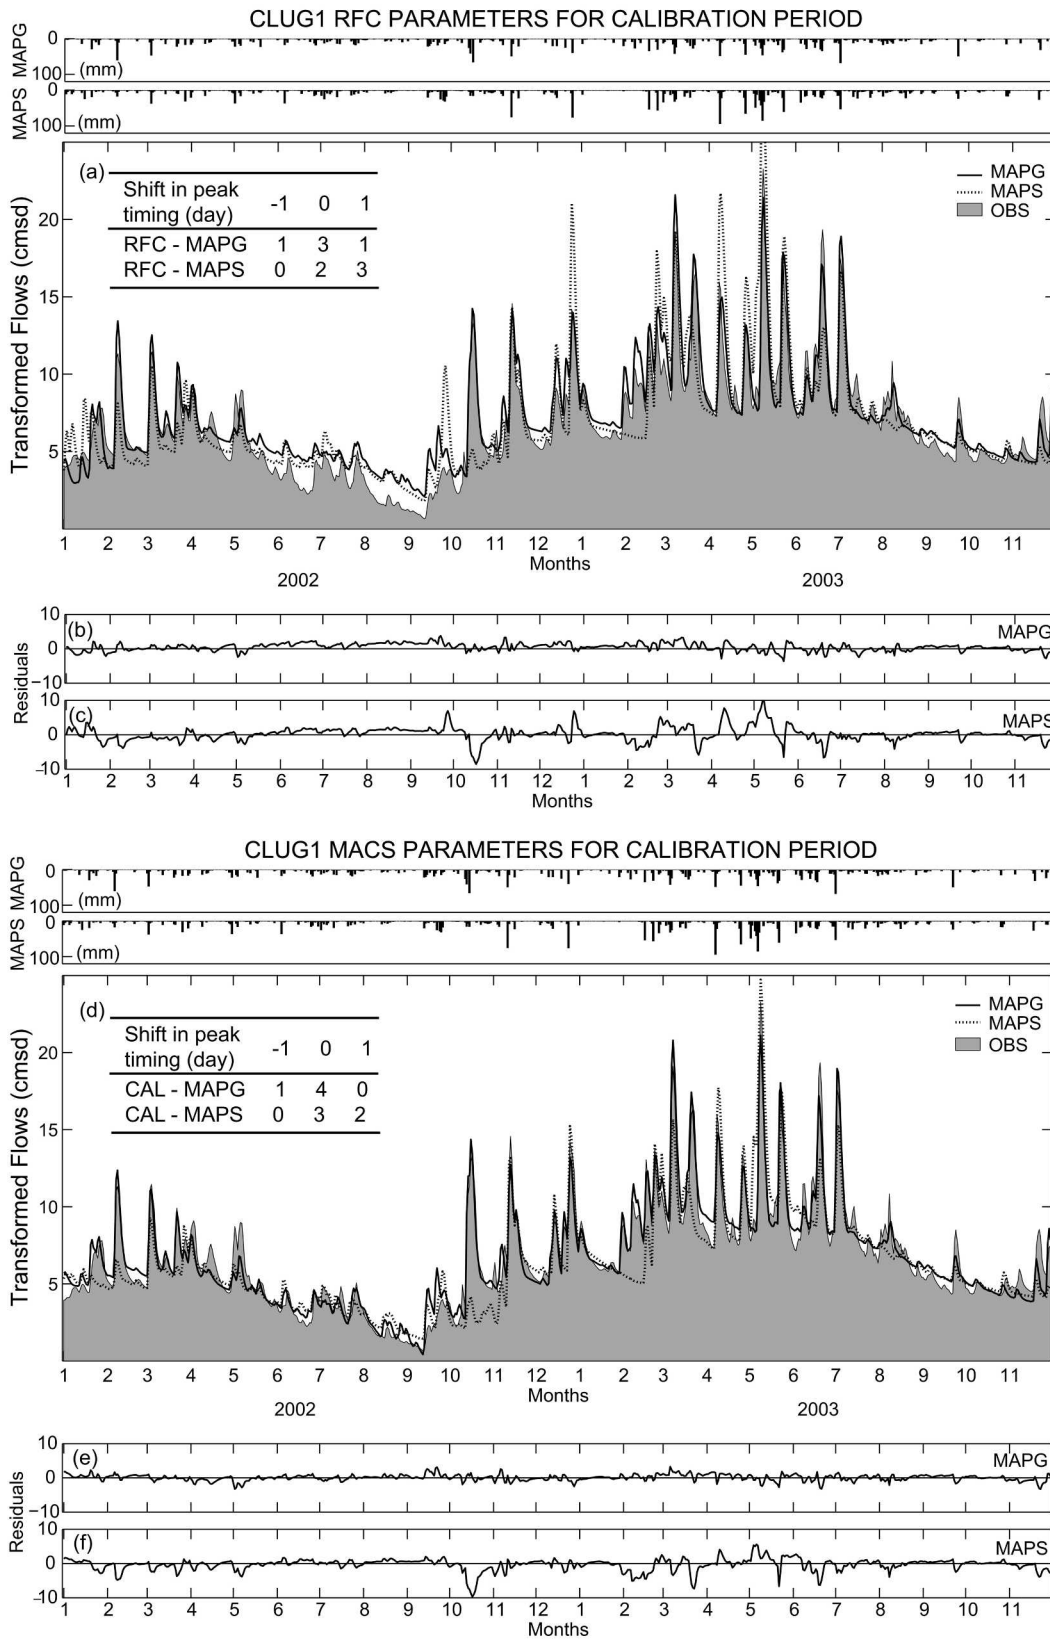 CLUG1 RFC PARAMETERS FOR CALIBRATION PERIOD
MAPG
0
100
(mm)
MAPS
0
100
(mm)
(a)
Shift in peak timing (day) -1 0 1
RFC - MAPG 1 3 1
RFC - MAPS 0 2 3
MAPG
MAPS
OBS
Transformed Flows (cmsd)
20
15
10
5
1 2 3 4 5 6 7 8 9 10 11 12 1 2 3 4 5 6 7 8 9 10 11
Months
2002 2003
Residuals
10
0
−10
(b)
MAPG
10
0
−10
(c)
MAPS
1 2 3 4 5 6 7 8 9 10 11 12 1 2 3 4 5 6 7 8 9 10 11
Months
CLUG1 MACS PARAMETERS FOR CALIBRATION PERIOD
MAPG
0
100
(mm)
MAPS
0
100
(mm)
(d)
Shift in peak timing (day) -1 0 1
CAL - MAPG 1 4 0
CAL - MAPS 0 3 2
MAPG
MAPS
OBS
Transformed Flows (cmsd)
20
15
10
5
1 2 3 4 5 6 7 8 9 10 11 12 1 2 3 4 5 6 7 8 9 10 11
Months
2002 2003
Residuals
10
0
−10
(e)
MAPG
10
0
−10
(f)
MAPS
1 2 3 4 5 6 7 8 9 10 11 12 1 2 3 4 5 6 7 8 9 10 11
Months